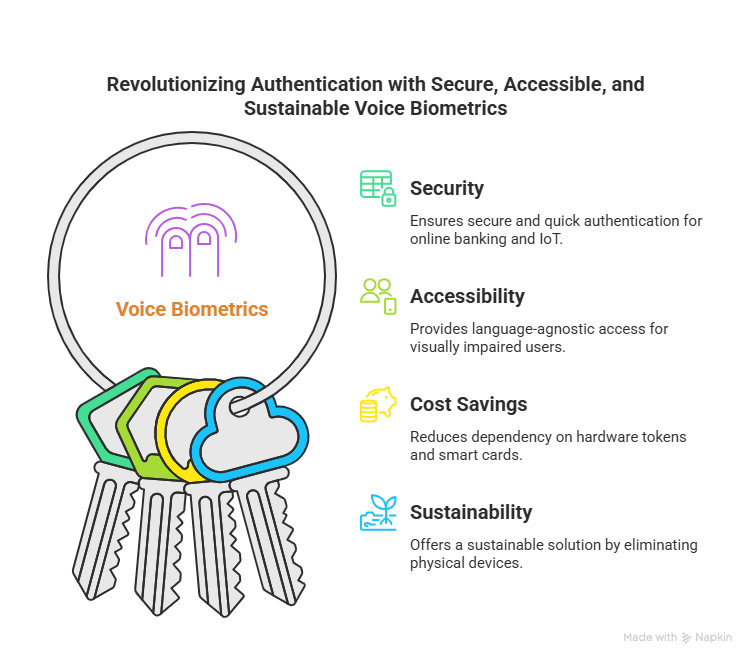 Revolutionizing Authentication with Secure, Accessible, and
Sustainable Voice Biometrics
Voice Biometrics
Security
Ensures secure and quick authentication for
online banking and IoT.
Accessibility
Provides language-agnostic access for
visually impaired users.
Cost Savings
Reduces dependency on hardware tokens
and smart cards.
Sustainability
Offers a sustainable solution by eliminating
physical devices.
Made with Napkin